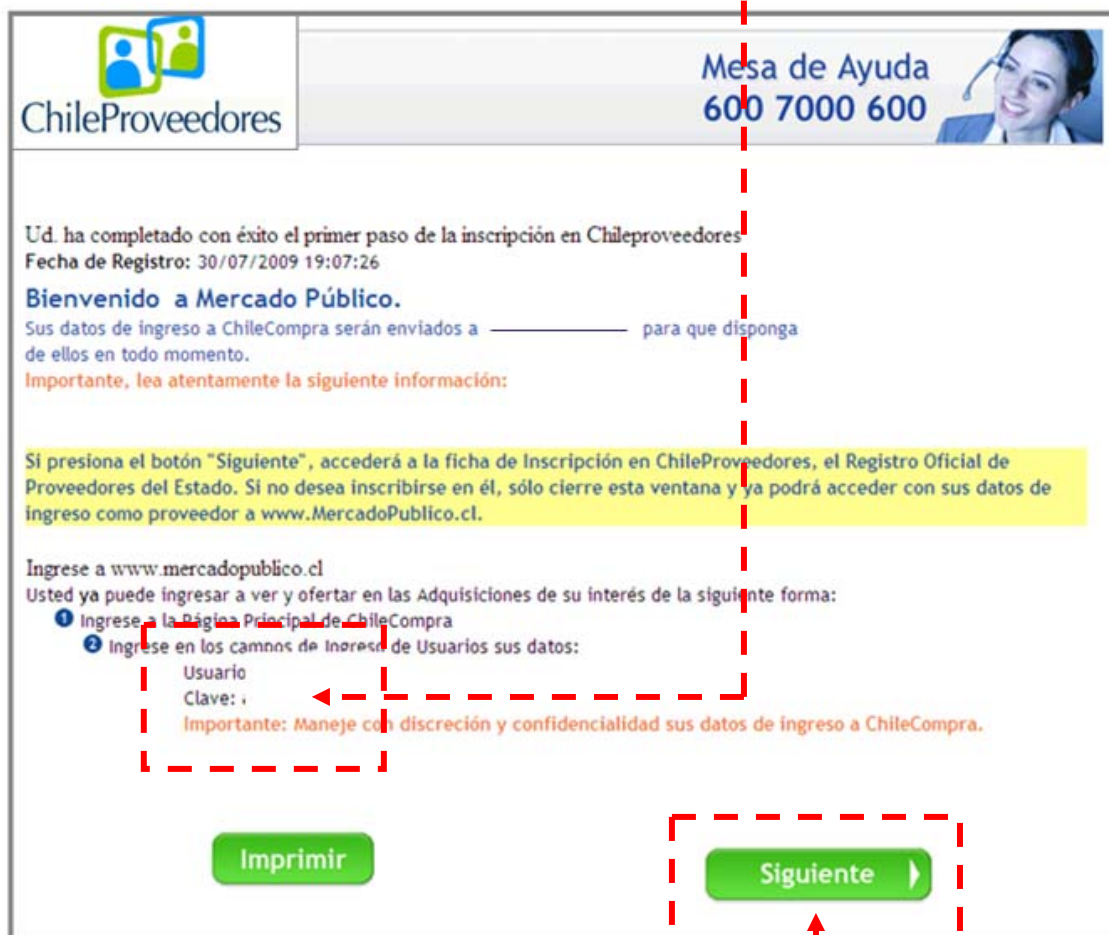 ChileProveedores
Mesa de Ayuda
600 7000 600
Ud. ha completado con éxito el primer paso de la inscripción en Chileproveedores
Fecha de Registro: 30/07/2009 19:07:26
Bienvenido a Mercado Público.
Sus datos de ingreso a ChileCompra serán enviados a para que disponga
de ellos en todo momento.
Importante, lea atentamente la siguiente información:
Si presiona el botón "Siguiente", accederá a la ficha de Inscripción en ChileProveedores, el Registro Oficial de
Proveedores del Estado. Si no desea inscribirse en él, sólo cierre esta ventana y ya podrá acceder con sus datos de
ingreso como proveedor a www.MercadoPublico.cl.
Ingrese a www.mercadopublico.cl
Usted ya puede ingresar a ver y ofertar en las Adquisiciones de su interés de la siguiente forma:
1 Ingrese a la Página Principal de ChileCompra
2 Ingrese en los campos de Ingreso de Usuarios sus datos:
Usuario
Clave:
Importante: Maneje con discreción y confidencialidad sus datos de ingreso a ChileCompra.
Imprimir
Siguiente